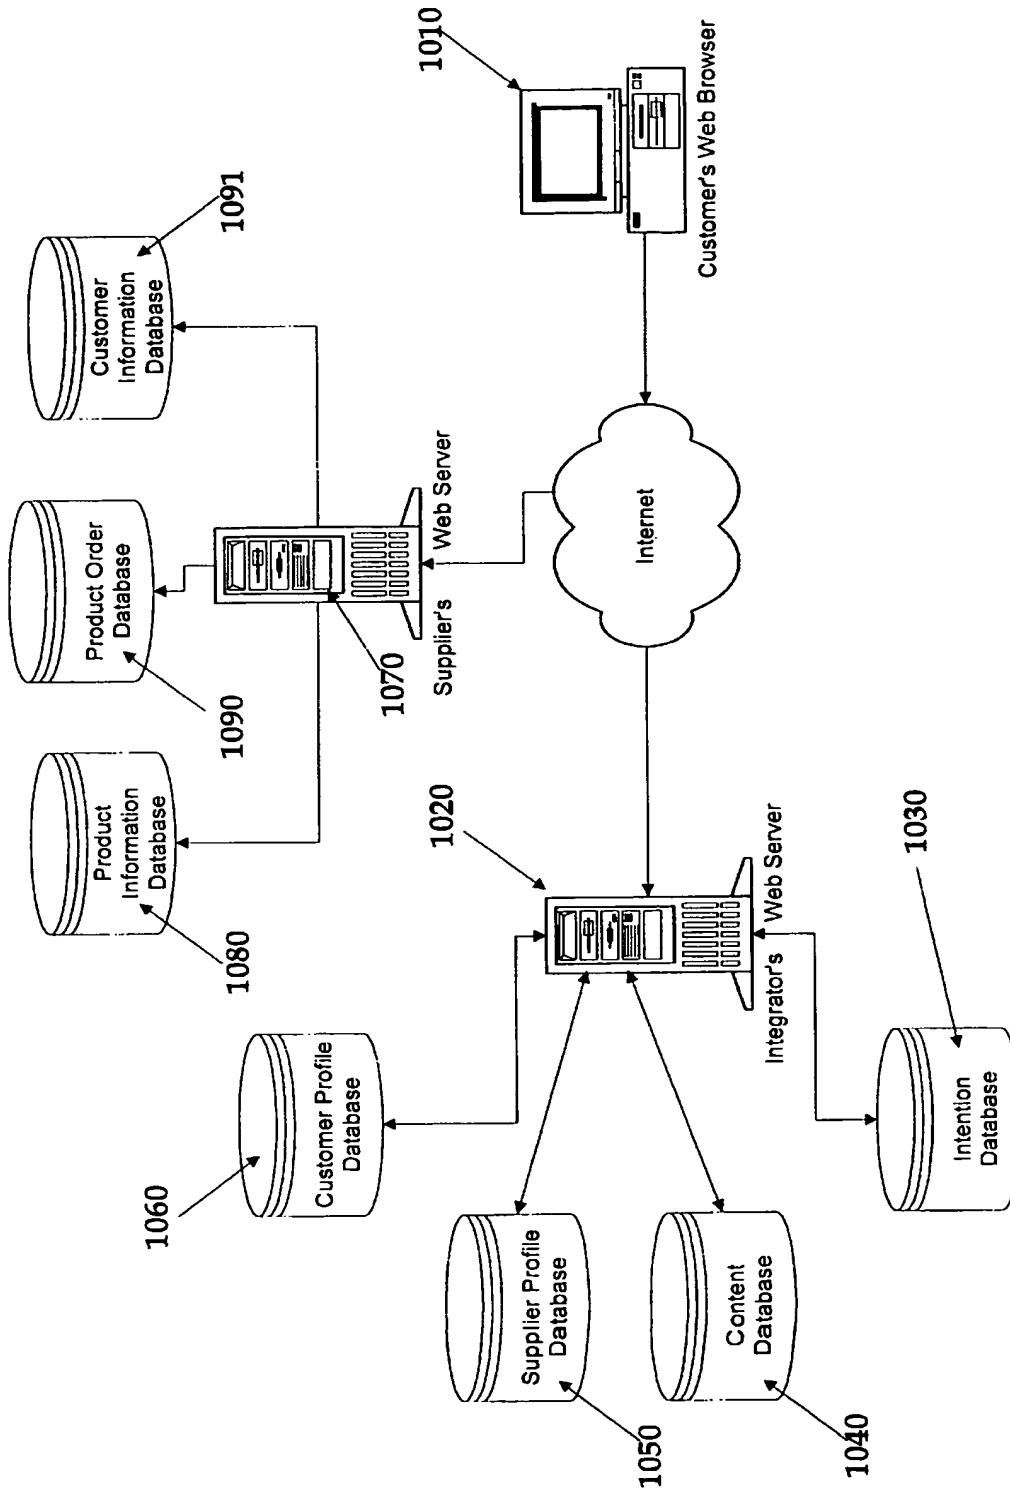 Product
Information
Database
Product Order
Database
Customer
Information
Database
1080
1090
1091
1060
Customer Profile
Database
1070
Supplier's Web Server
1010
1020
Supplier Profile
Database
1050
Internet
Customer's Web Browser
Content
Database
Integrator's Web Server
1040
1030
Intention
Database